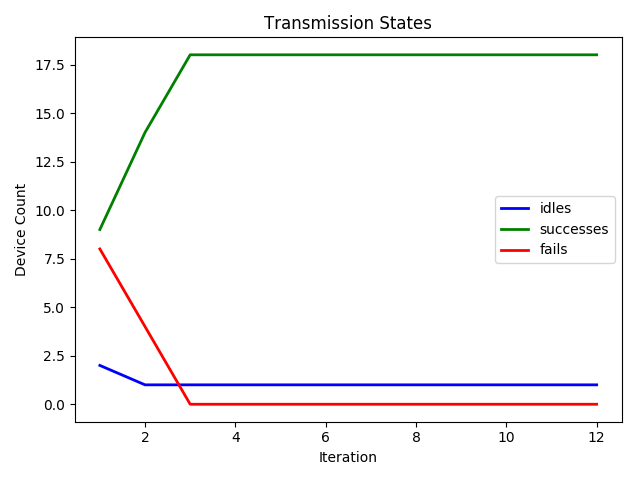 Transmission States
17.5
15.0
12.5
10.0
7.5
5.0
2.5
0.0
Device Count
idles
successes
fails
2 4 6 8 10 12
Iteration